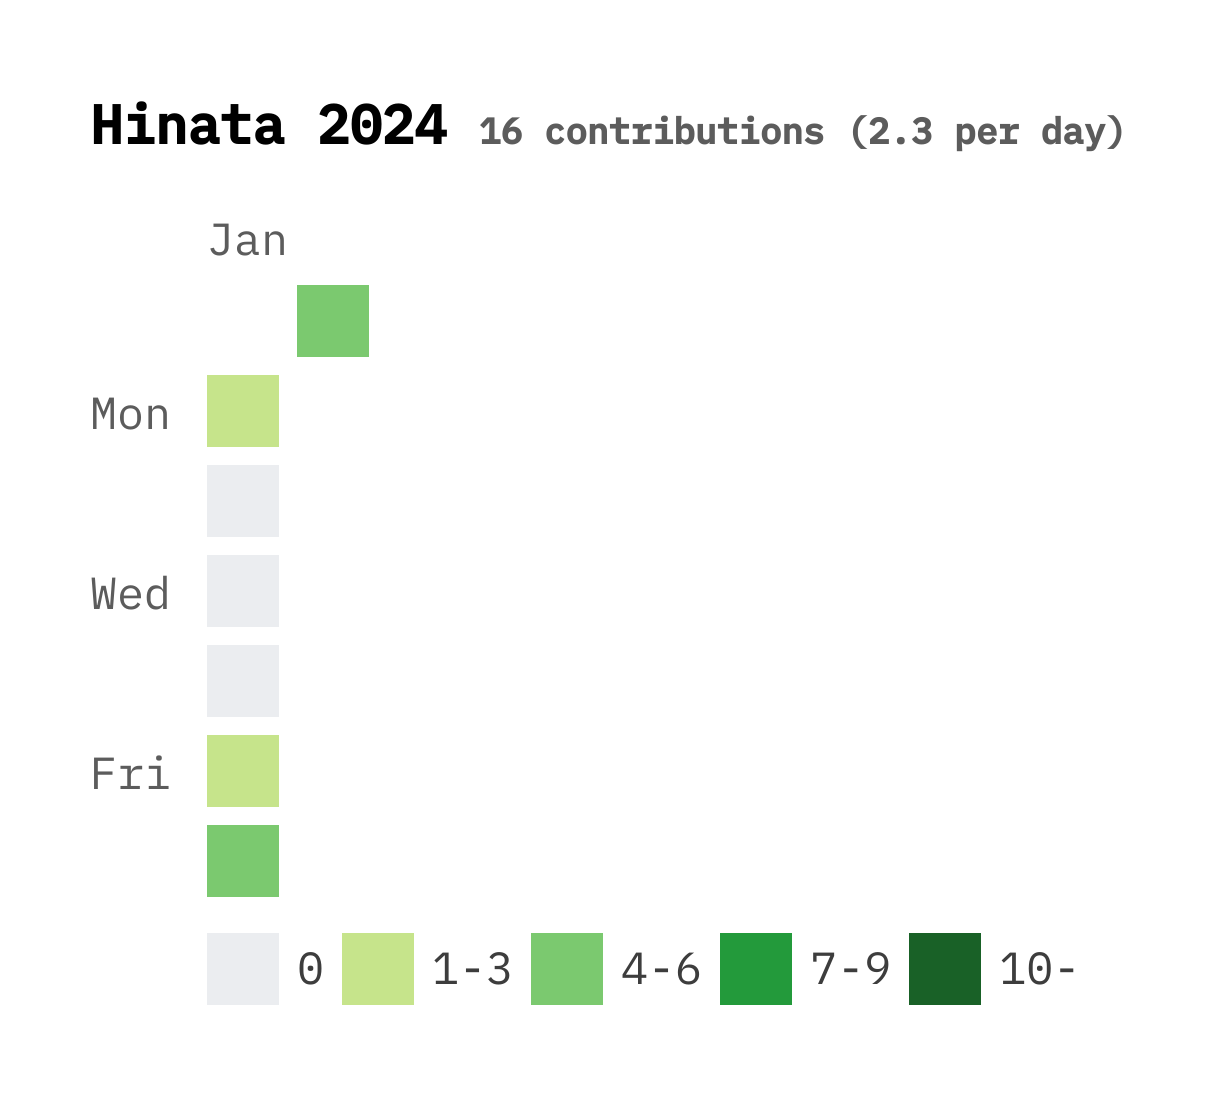 Hinata 2024 16 contributions (2.3 per day)
Jan
Mon
Wed
Fri
0 1-3 4-6 7-9 10-